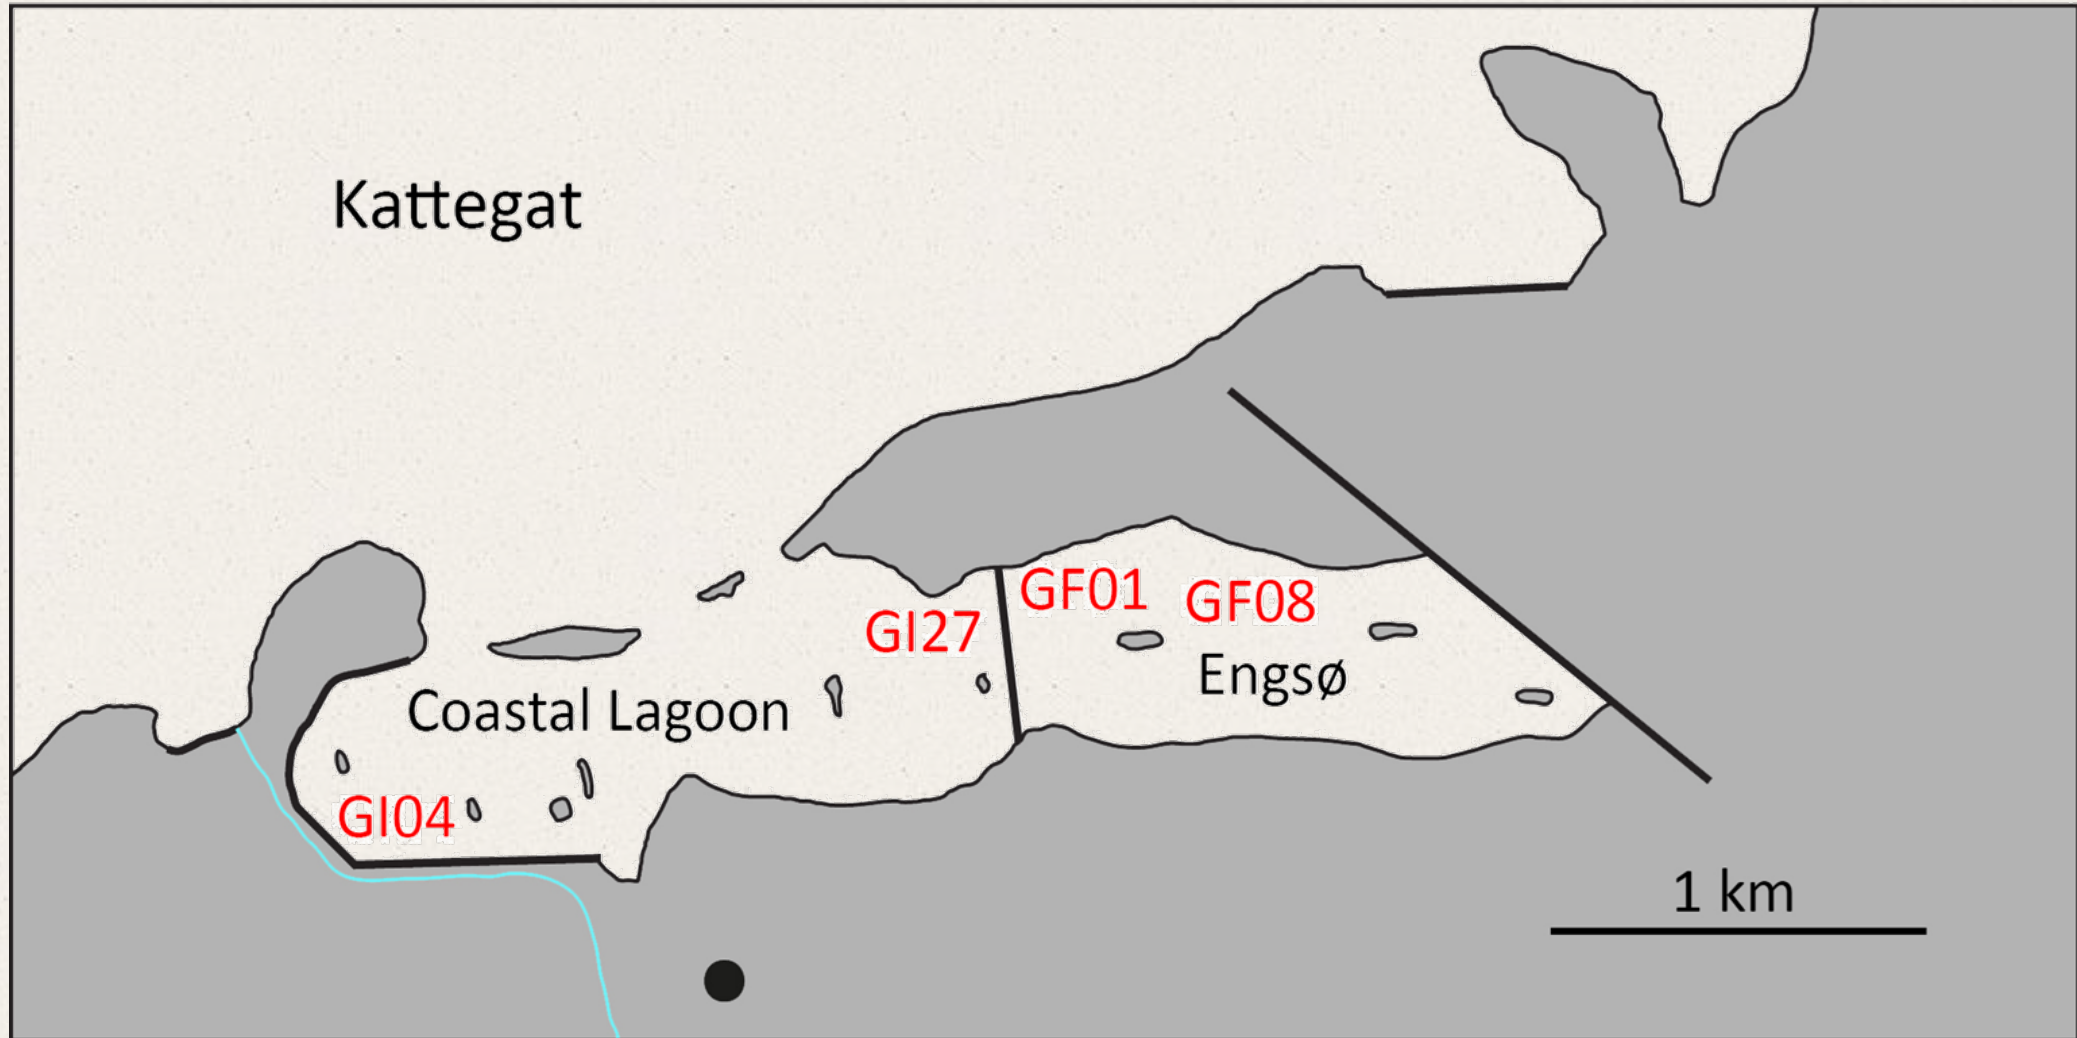 Kattegat
GF01
GF08
GI27
Engsø
Coastal Lagoon
GI04
1 km